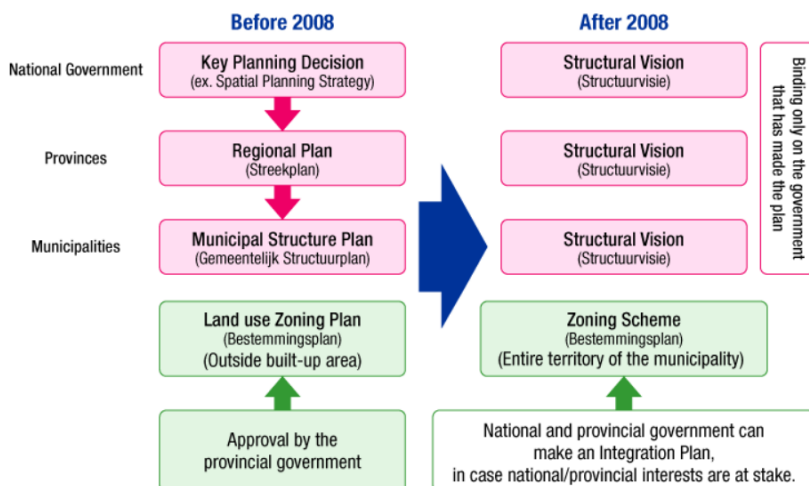 Before 2008
After 2008
National Government
Key Planning Decision
(ex. Spatial Planning Strategy)
Structural Vision
(Structuurvisie)
Provinces
Regional Plan
(Streekplan)
Structural Vision
(Structuurvisie)
Municipalities
Municipal Structure Plan
(Gemeentelijk Structuurplan)
Structural Vision
(Structuurvisie)
Binding only on the government
that has made the plan
Land use Zoning Plan
(Bestemmingsplan)
(Outside built-up area)
Zoning Scheme
(Bestemmingsplan)
(Entire territory of the municipality)
Approval by the
provincial government
National and provincial government can
make an Integration Plan,
in case national/provincial interests are at stake.